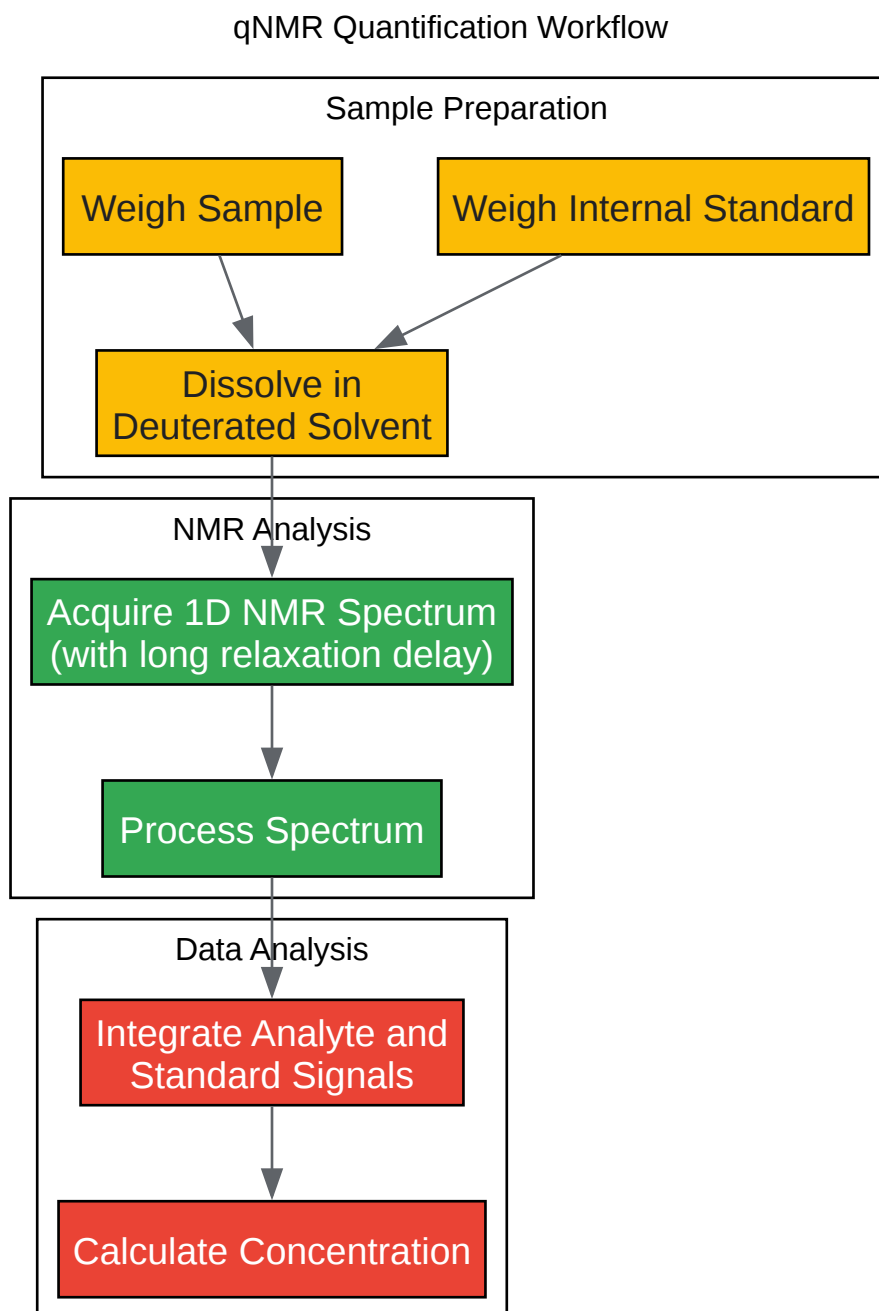 qNMR Quantification Workflow
Sample Preparation
Weigh Sample
Weigh Internal Standard
Dissolve in
Deuterated Solvent
NMR Analysis
Acquire 1D NMR Spectrum
(with long relaxation delay)
Process Spectrum
Data Analysis
Integrate Analyte and
Standard Signals
Calculate Concentration